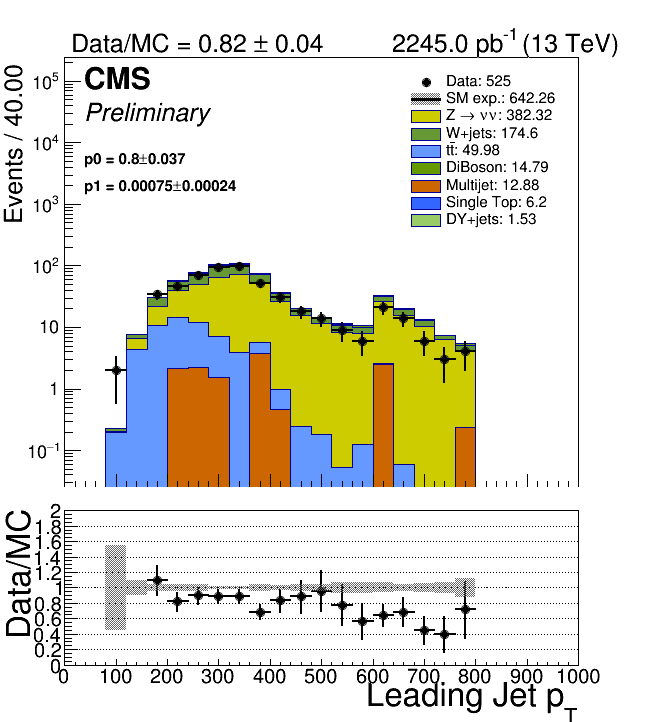 Data/MC = 0.82 ± 0.04
2245.0 pb⁻¹ (13 TeV)
Events / 40.00
CMS
Preliminary
p0 = 0.8±0.037
p1 = 0.00075±0.00024
Data: 525
SM exp.: 642.26
Z → νν: 382.32
W+jets: 174.6
tt̄: 49.98
DiBoson: 14.79
Multijet: 12.88
Single Top: 6.2
DY+jets: 1.53
10⁵
10⁴
10³
10²
10
1
10⁻¹
Data/MC
2
1.8
1.6
1.4
1.2
1
0.8
0.6
0.4
0.2
0
0 100 200 300 400 500 600 700 800 900 1000
Leading Jet p_T